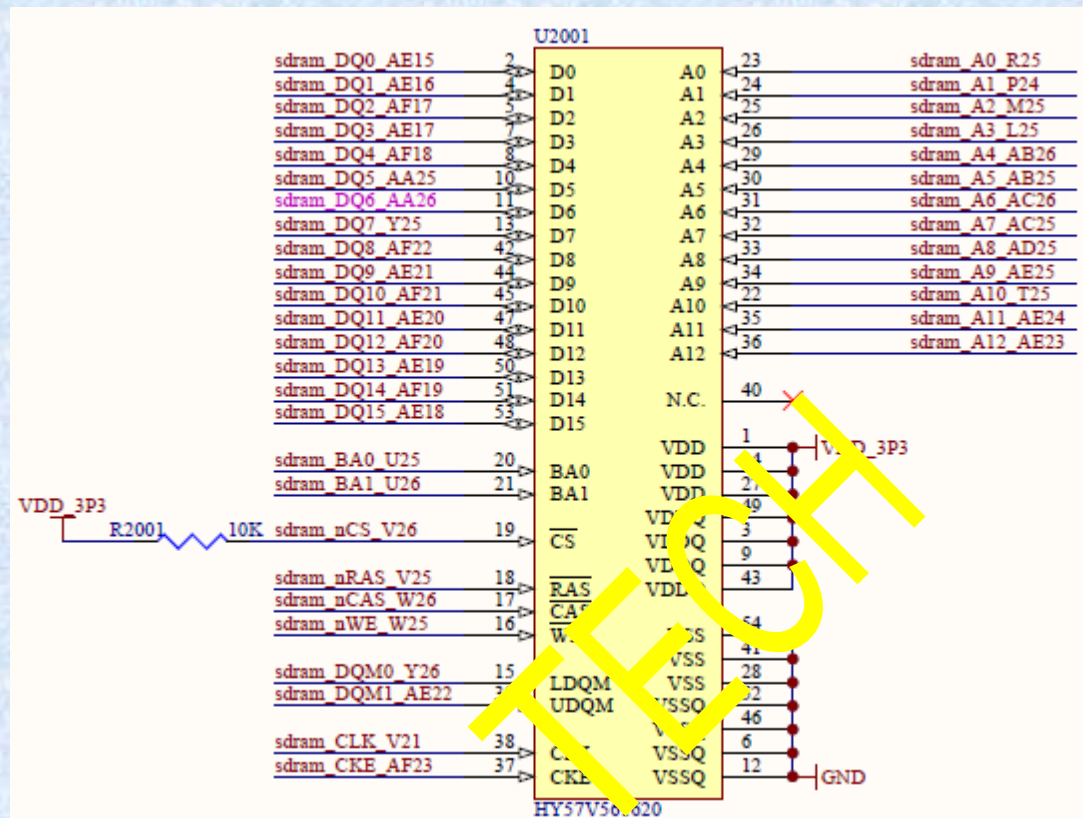 U2001
sdram_DQ0_AE15 2 D0 A0 23 sdram_A0_R25
sdram_DQ1_AE16 4 D1 A1 24 sdram_A1_P24
sdram_DQ2_AF17 5 D2 A2 25 sdram_A2_M25
sdram_DQ3_AE17 7 D3 A3 26 sdram_A3_L25
sdram_DQ4_AF18 8 D4 A4 29 sdram_A4_AB26
sdram_DQ5_AA25 10 D5 A5 30 sdram_A5_AB25
sdram_DQ6_AA26 11 D6 A6 31 sdram_A6_AC26
sdram_DQ7_Y25 13 D7 A7 32 sdram_A7_AC25
sdram_DQ8_AF22 42 D8 A8 33 sdram_A8_AD25
sdram_DQ9_AE21 44 D9 A9 34 sdram_A9_AE25
sdram_DQ10_AF21 45 D10 A10 22 sdram_A10_T25
sdram_DQ11_AE20 47 D11 A11 35 sdram_A11_AE24
sdram_DQ12_AF20 48 D12 A12 36 sdram_A12_AE23
sdram_DQ13_AE19 50 D13
sdram_DQ14_AF19 51 D14 N.C. 40
sdram_DQ15_AE18 53 D15
VDD 1 VDD_3P3
sdram_BA0_U25 20 BA0 VDD
sdram_BA1_U26 21 BA1 VDD 27
VDD_3P3
49
R2001 10K sdram_nCS_V26 19 CS VDDQ 3
VDDQ 9
sdram_nRAS_V25 18 RAS 43
sdram_nCAS_W26 17 CAS
sdram_nWE_W25 16 54
VSS 41
sdram_DQM0_Y26 15 LDQM VSS 28
sdram_DQM1_AE22 UDQM VSSQ 52
46
sdram_CLK_V21 38 VSSQ 6
sdram_CKE_AF23 37 CKE VSSQ 12 GND
TECH